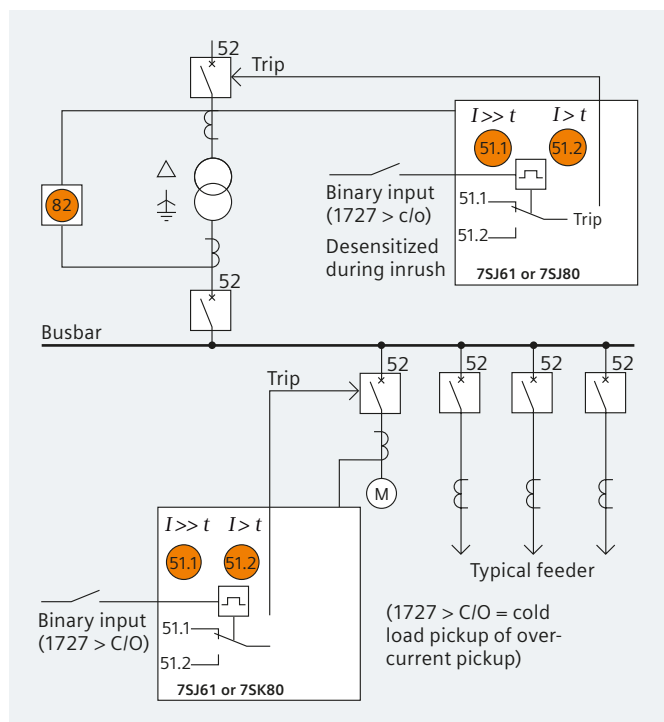 52
Trip
I>> t I> t
51.1 51.2
Binary input
(1727 > c/o)
51.1
Trip
51.2
Desensitized
during inrush
7SJ61 or 7SJ80
82
52
Busbar
52 52 52 52
Trip
M
I>> t I> t
51.1 51.2
Typical feeder
Binary input
(1727 > C/O)
51.1
51.2
7SJ61 or 7SK80
(1727 > C/O = cold
load pickup of over-
current pickup)